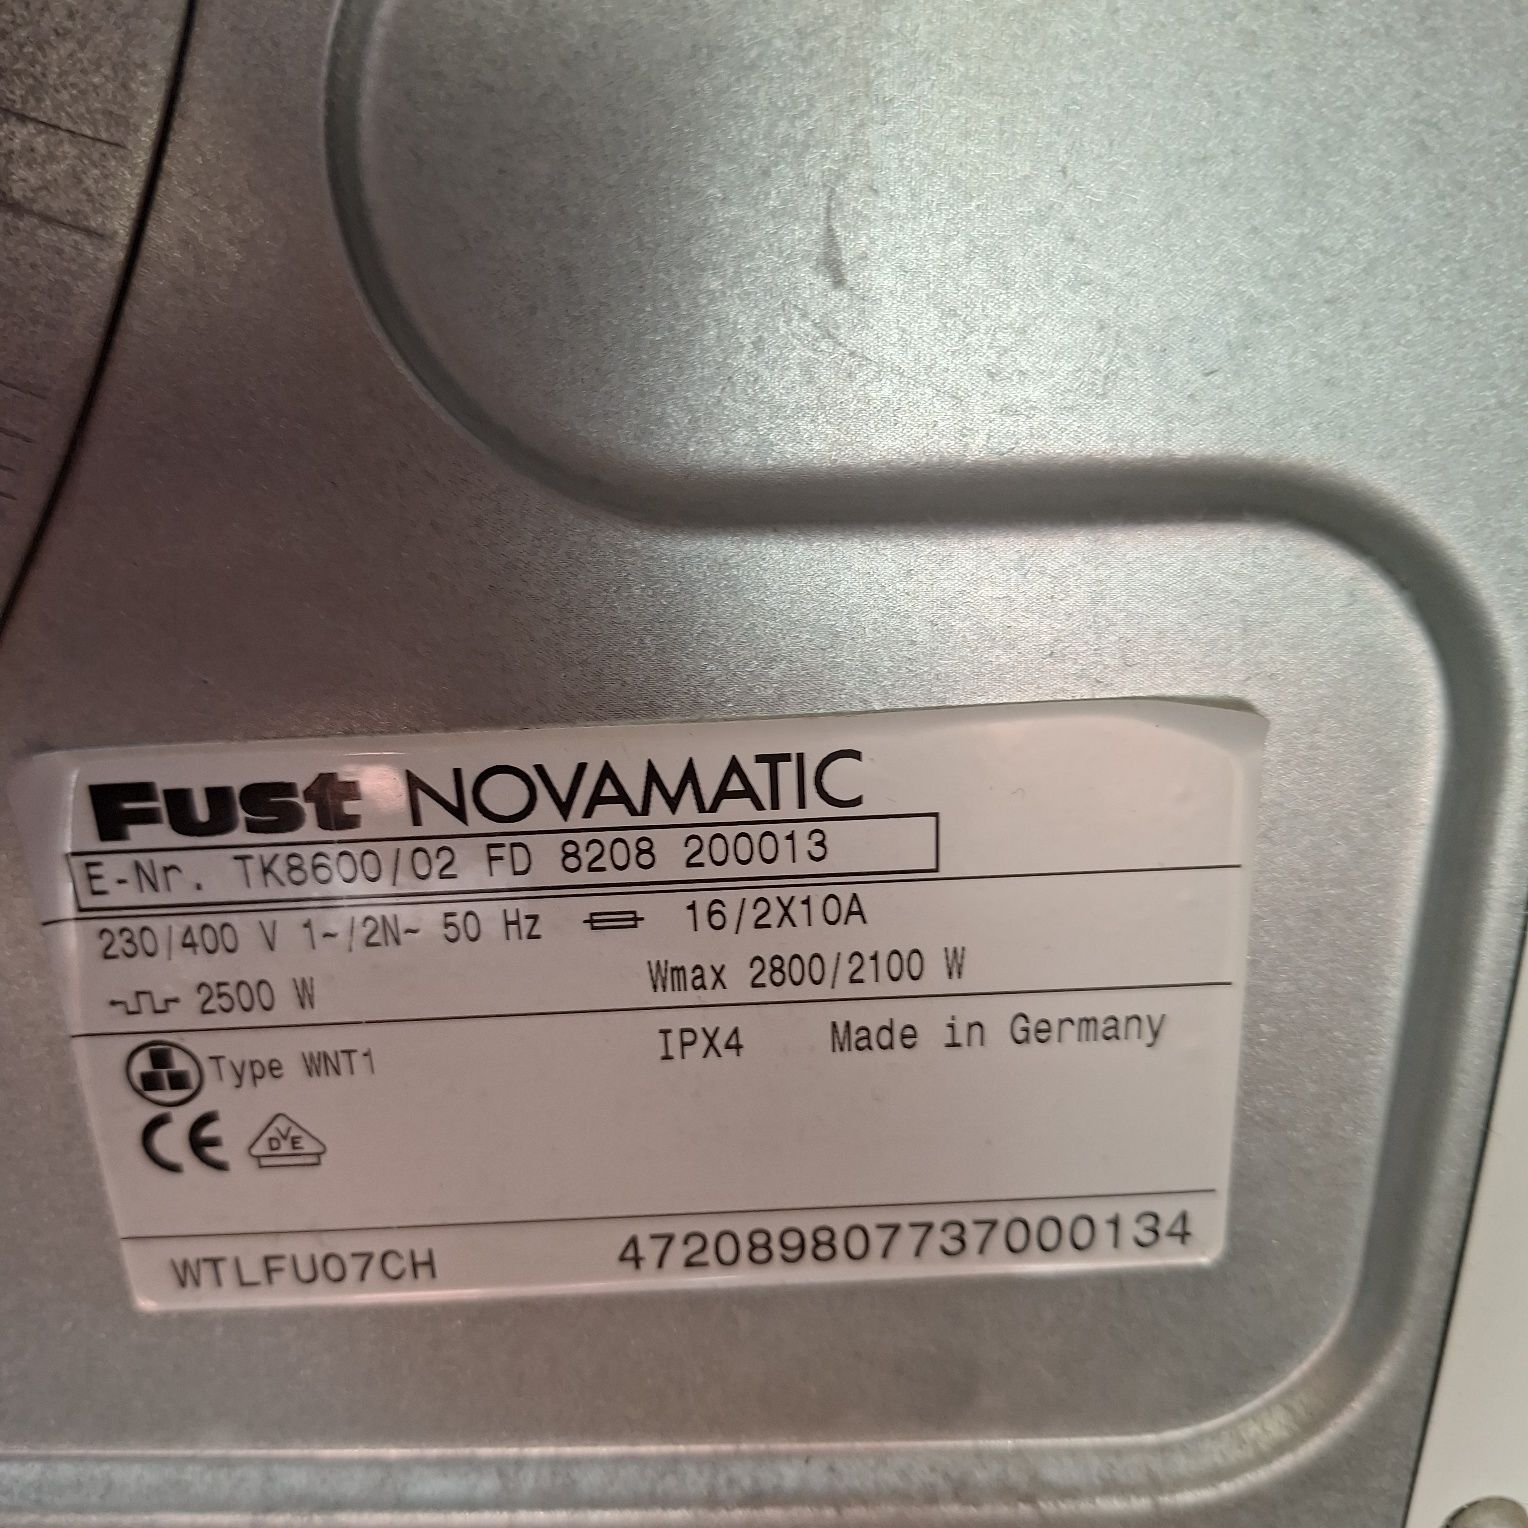 Fust NOVAMATIC
E-Nr. TK8600/02 FD 8208 200013
230/400 V 1~/2N~ 50 Hz 16/2X10A
2500 W Wmax 2800/2100 W
Type WNT1 IPX4 Made in Germany
CE DVE
WTLFU07CH 472089807737000134